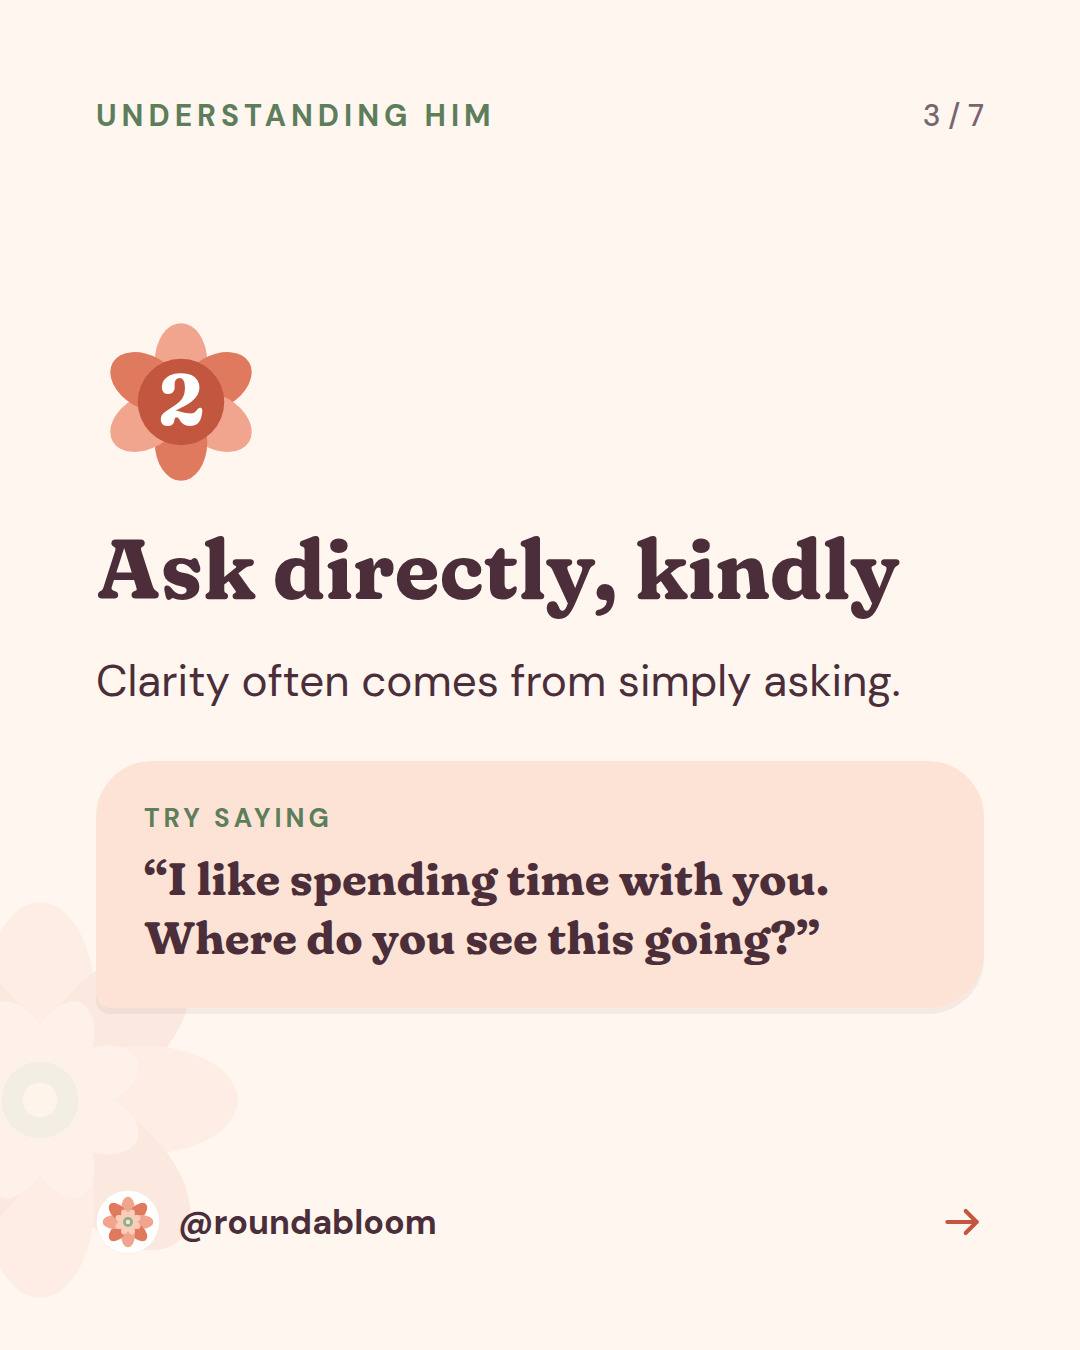 UNDERSTANDING HIM
3 / 7
2
Ask directly, kindly
Clarity often comes from simply asking.
TRY SAYING
“I like spending time with you.
Where do you see this going?”
@roundabloom